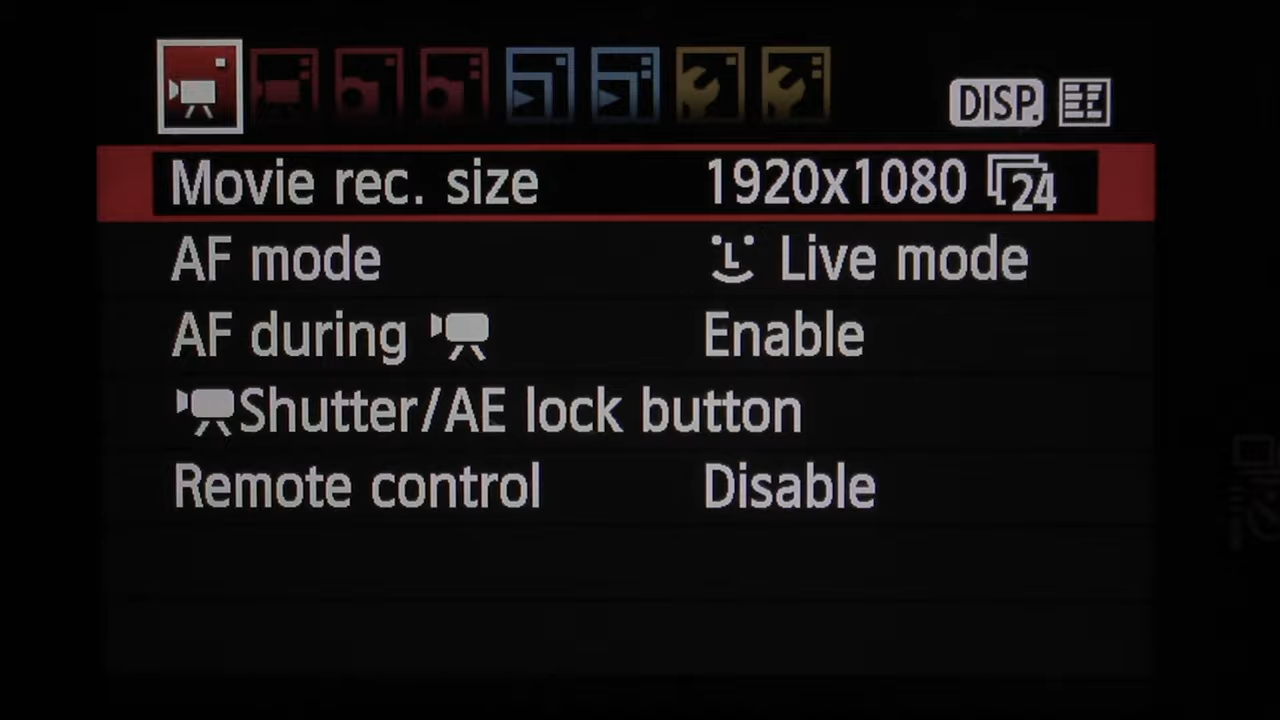 DISP.
Movie rec. size 1920x1080 24
AF mode L Live mode
AF during Enable
Shutter/AE lock button
Remote control Disable